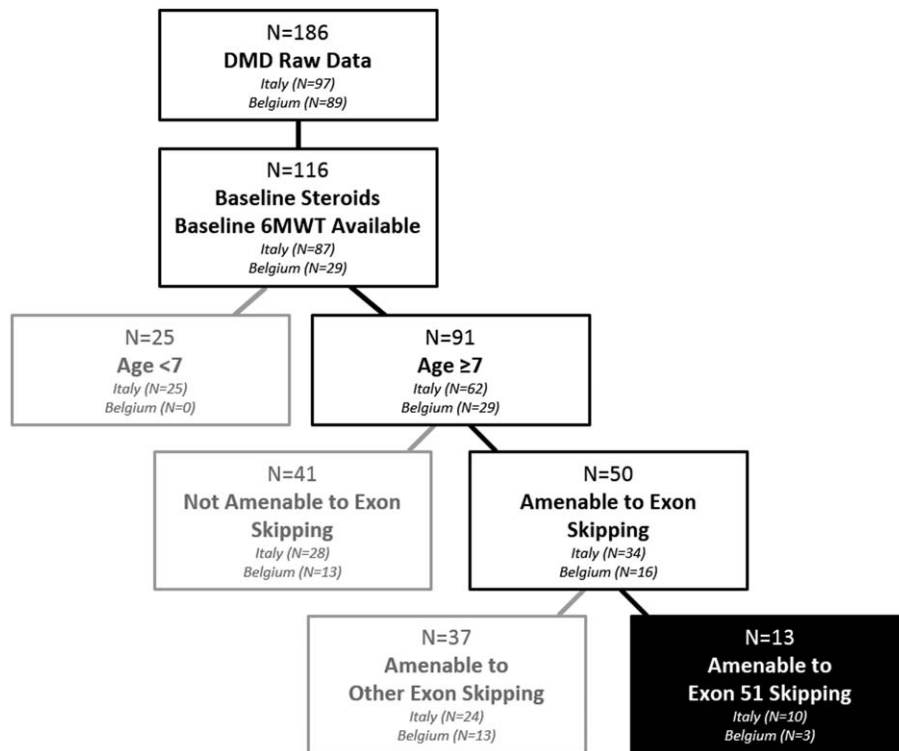 N=186
DMD Raw Data
Italy (N=97)
Belgium (N=89)
N=116
Baseline Steroids
Baseline 6MWT Available
Italy (N=87)
Belgium (N=29)
N=25
Age <7
Italy (N=25)
Belgium (N=0)
N=91
Age ≥7
Italy (N=62)
Belgium (N=29)
N=41
Not Amenable to Exon
Skipping
Italy (N=28)
Belgium (N=13)
N=50
Amenable to Exon
Skipping
Italy (N=34)
Belgium (N=16)
N=37
Amenable to
Other Exon Skipping
Italy (N=24)
Belgium (N=13)
N=13
Amenable to
Exon 51 Skipping
Italy (N=10)
Belgium (N=3)